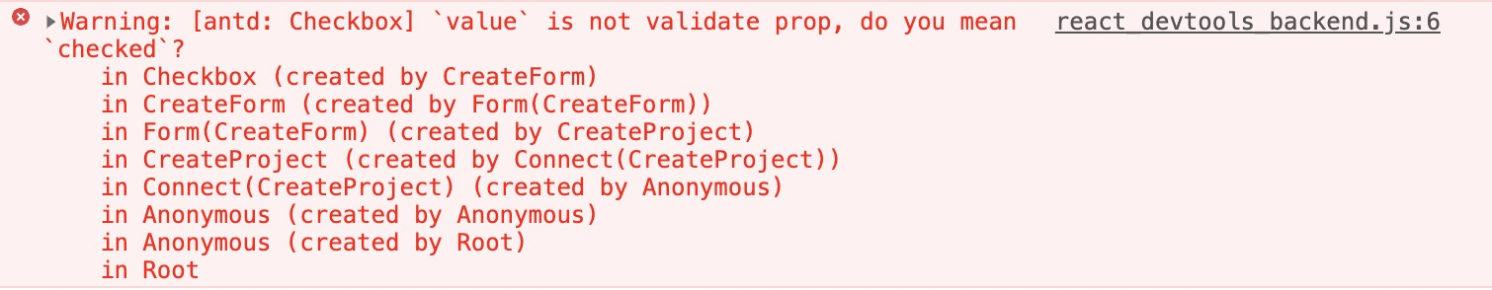 Warning: [antd: Checkbox] `value` is not validate prop, do you mean react_devtools_backend.js:6
`checked`?
in Checkbox (created by CreateForm)
in CreateForm (created by Form(CreateForm))
in Form(CreateForm) (created by CreateProject)
in CreateProject (created by Connect(CreateProject))
in Connect(CreateProject) (created by Anonymous)
in Anonymous (created by Anonymous)
in Anonymous (created by Root)
in Root